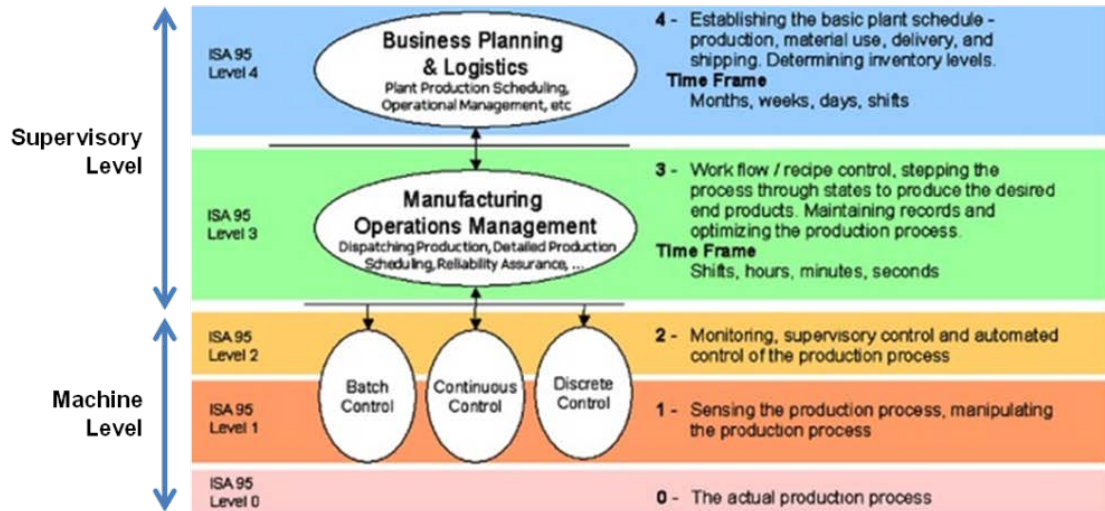 Supervisory
Level
Machine
Level
ISA 95
Level 4
Business Planning
& Logistics
Plant Production Scheduling,
Operational Management, etc
4 - Establishing the basic plant schedule -
production, material use, delivery, and
shipping. Determining inventory levels.
Time Frame
Months, weeks, days, shifts
ISA 95
Level 3
Manufacturing
Operations Management
Dispatching Production, Detailed Production
Scheduling, Reliability Assurance, ...
3 - Work flow / recipe control, stepping the
process through states to produce the desired
end products. Maintaining records and
optimizing the production process.
Time Frame
Shifts, hours, minutes, seconds
ISA 95
Level 2
Batch
Control
Continuous
Control
Discrete
Control
2 - Monitoring, supervisory control and automated
control of the production process
ISA 95
Level 1
1 - Sensing the production process, manipulating
the production process
ISA 95
Level 0
0 - The actual production process